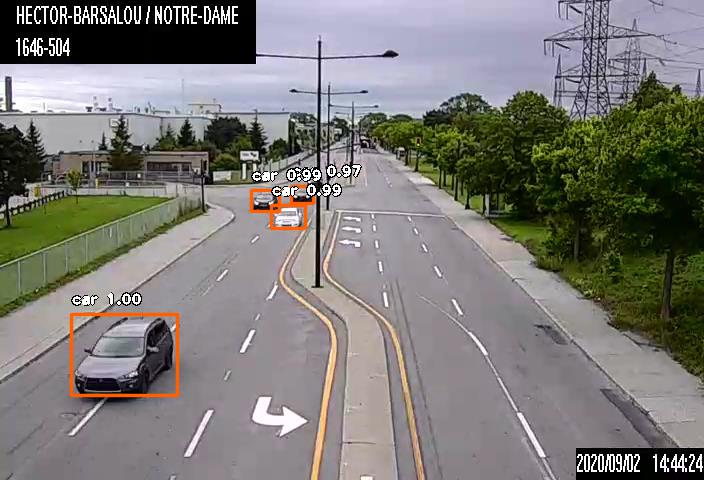 HECTOR-BARSALOU / NOTRE-DAME
1646-504
car 0.99
0.97
car 0.99
car 1.00
2020/09/02 14:44:24